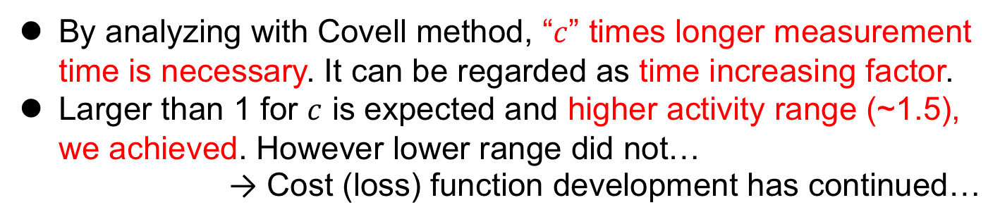 ● By analyzing with Covell method, “c” times longer measurement
time is necessary. It can be regarded as time increasing factor.
● Larger than 1 for c is expected and higher activity range (~1.5),
we achieved. However lower range did not…
→ Cost (loss) function development has continued…